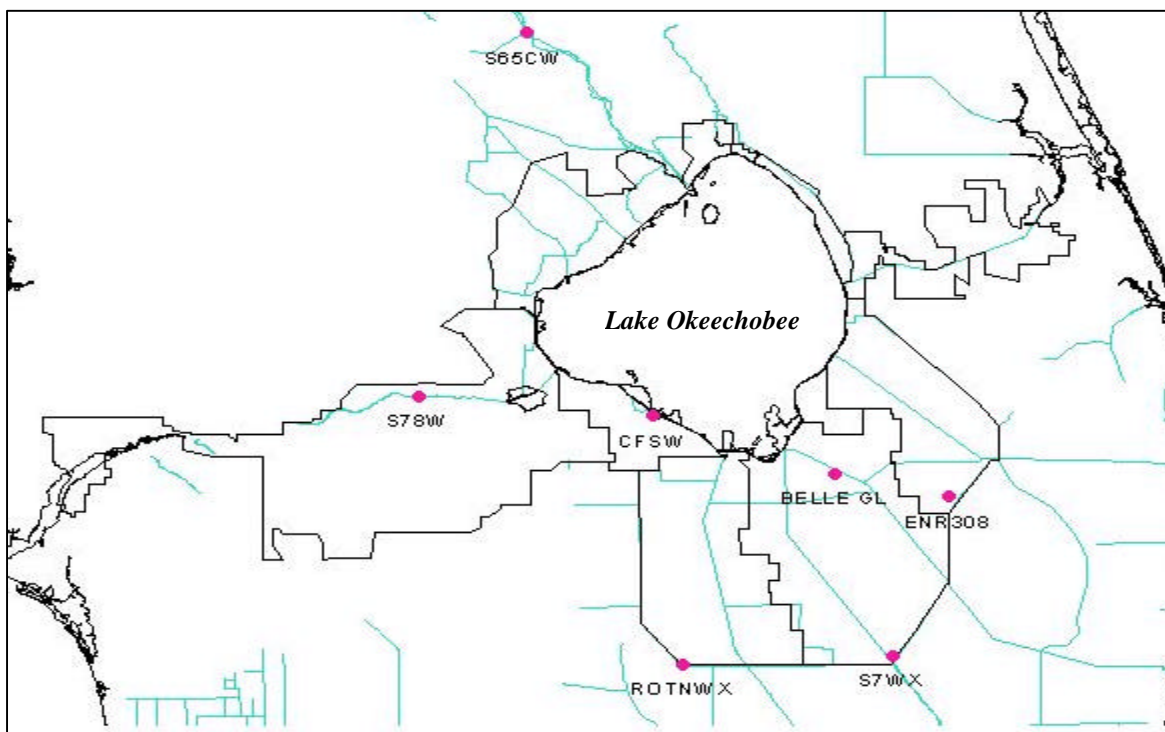 S65CW
Lake Okeechobee
S78W
CFSW
BELLE GL
ENR308
ROTNWX
S7WX